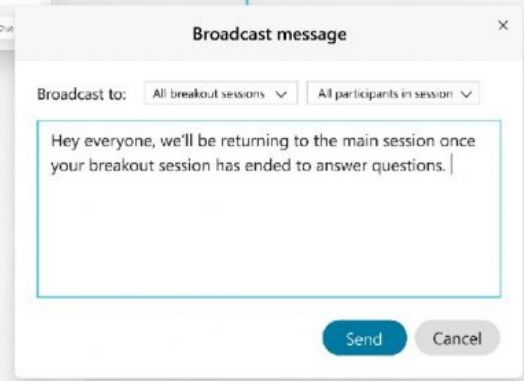 Broadcast message
Broadcast to: All breakout sessions All participants in session
Hey everyone, we'll be returning to the main session once
your breakout session has ended to answer questions.
Send Cancel